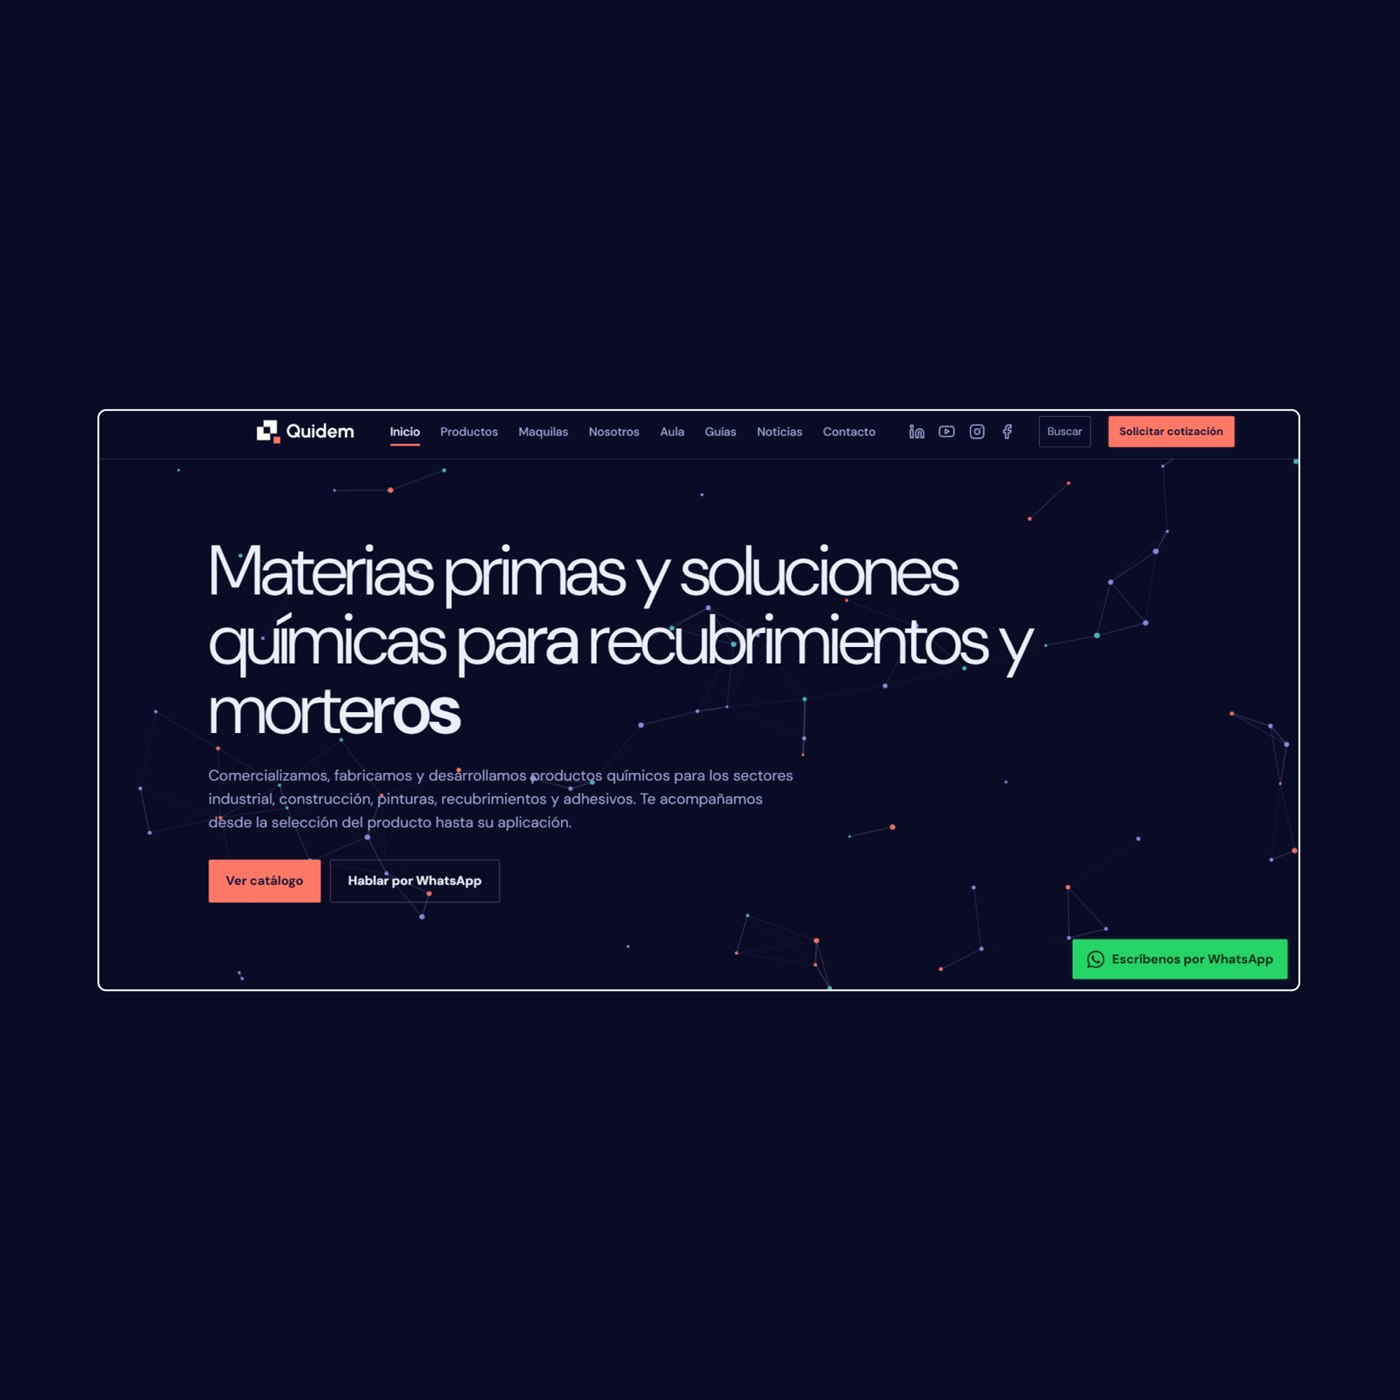 Quidem
Inicio Productos Maquilas Nosotros Aula Guías Noticias Contacto Buscar Solicitar cotización
Materias primas y soluciones
químicas para recubrimientos y
morteros
Comercializamos, fabricamos y desarrollamos productos químicos para los sectores
industrial, construcción, pinturas, recubrimientos y adhesivos. Te acompañamos
desde la selección del producto hasta su aplicación.
Ver catálogo Hablar por WhatsApp
Escríbenos por WhatsApp